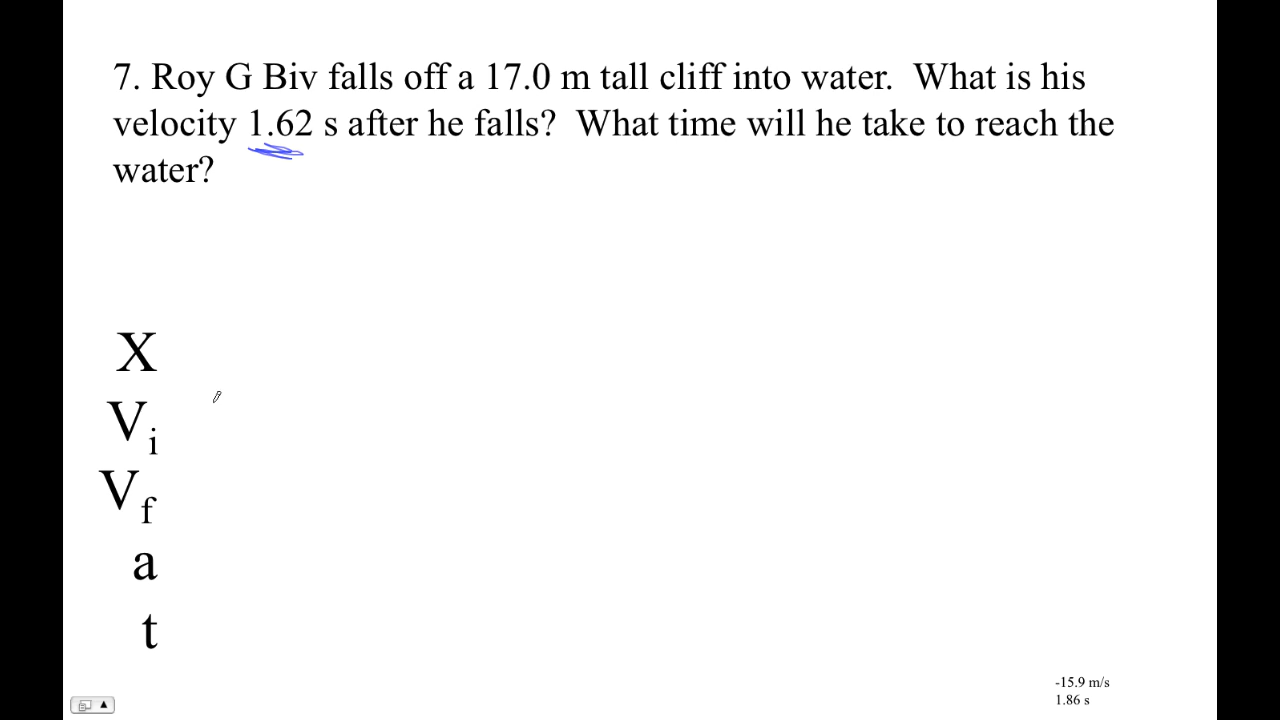 7. Roy G Biv falls off a 17.0 m tall cliff into water.  What is his
velocity 1.62 s after he falls?  What time will he take to reach the
water?
X
Vi
Vf
a
t
-15.9 m/s
1.86 s